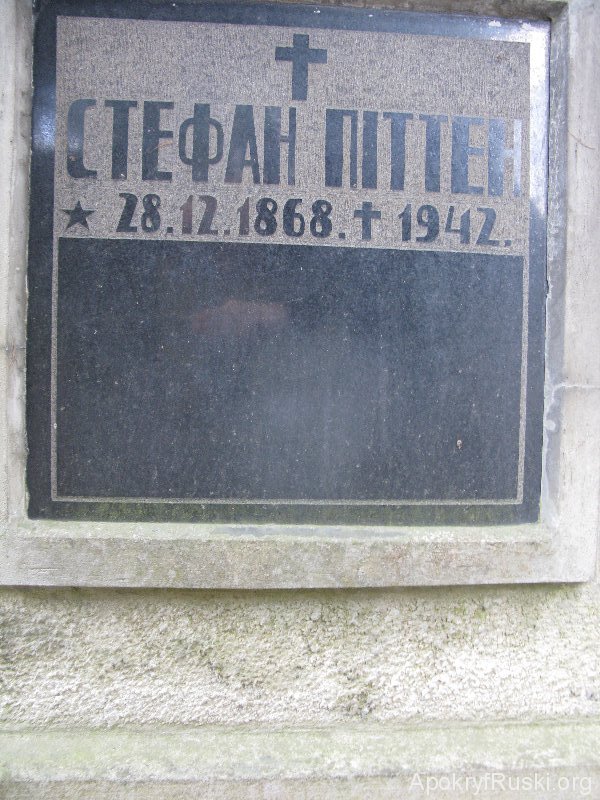 СТЕФАН ПІТТЕН
★ 28.12.1868. ✝ 1942.
ApokryfRuski.org